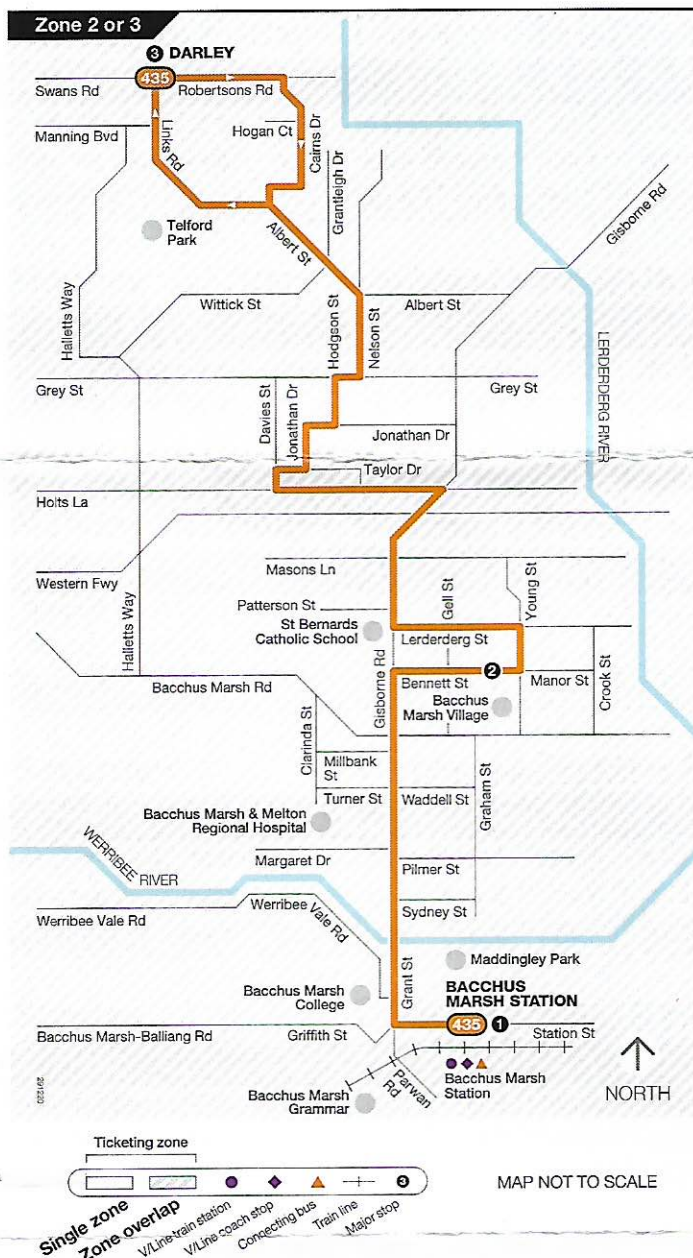 Zone 2 or 3
3 DARLEY
435
Swans Rd
Robertsons Rd
Manning Bvd
Links Rd
Hogan Ct
Cairns Dr
Grantleigh Dr
Gisborne Rd
Telford
Park
Albert St
Halletts Way
Wittick St
Hodgson St
Nelson St
Albert St
LERDERDERG RIVER
Grey St
Davies St
Jonathan Dr
Grey St
Jonathan Dr
Taylor Dr
Holts La
Masons Ln
Western Fwy
Halletts Way
Patterson St
Gell St
Young St
St Bernards
Catholic School
Lerderderg St
Gisborne Rd
2
Bacchus Marsh Rd
Bennett St
Manor St
Crook St
Bacchus
Marsh Village
Clarinda St
Millbank
St
Turner St
Waddell St
Graham St
Bacchus Marsh & Melton
Regional Hospital
WERRIBEE RIVER
Margaret Dr
Pilmer St
Werribee Vale Rd
Werribee Vale Rd
Sydney St
Grant St
Maddingley Park
Bacchus Marsh
College
BACCHUS
MARSH STATION
435 1
Bacchus Marsh-Balliang Rd
Griffith St
Station St
Parwan Rd
Bacchus Marsh
Station
Bacchus Marsh
Grammar
NORTH
291220
Ticketing zone
3
Single zone
Zone overlap
V/Line train station
V/Line coach stop
Connecting bus
Train line
Major stop
MAP NOT TO SCALE